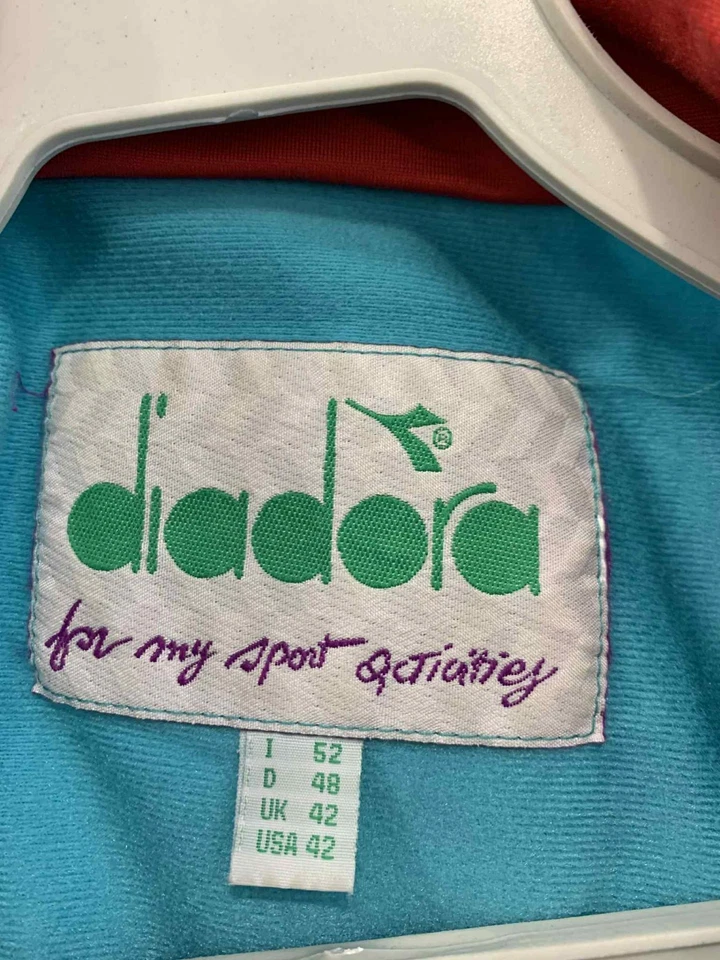 diadora®
for my sport activities
I 52
D 48
UK 42
USA 42